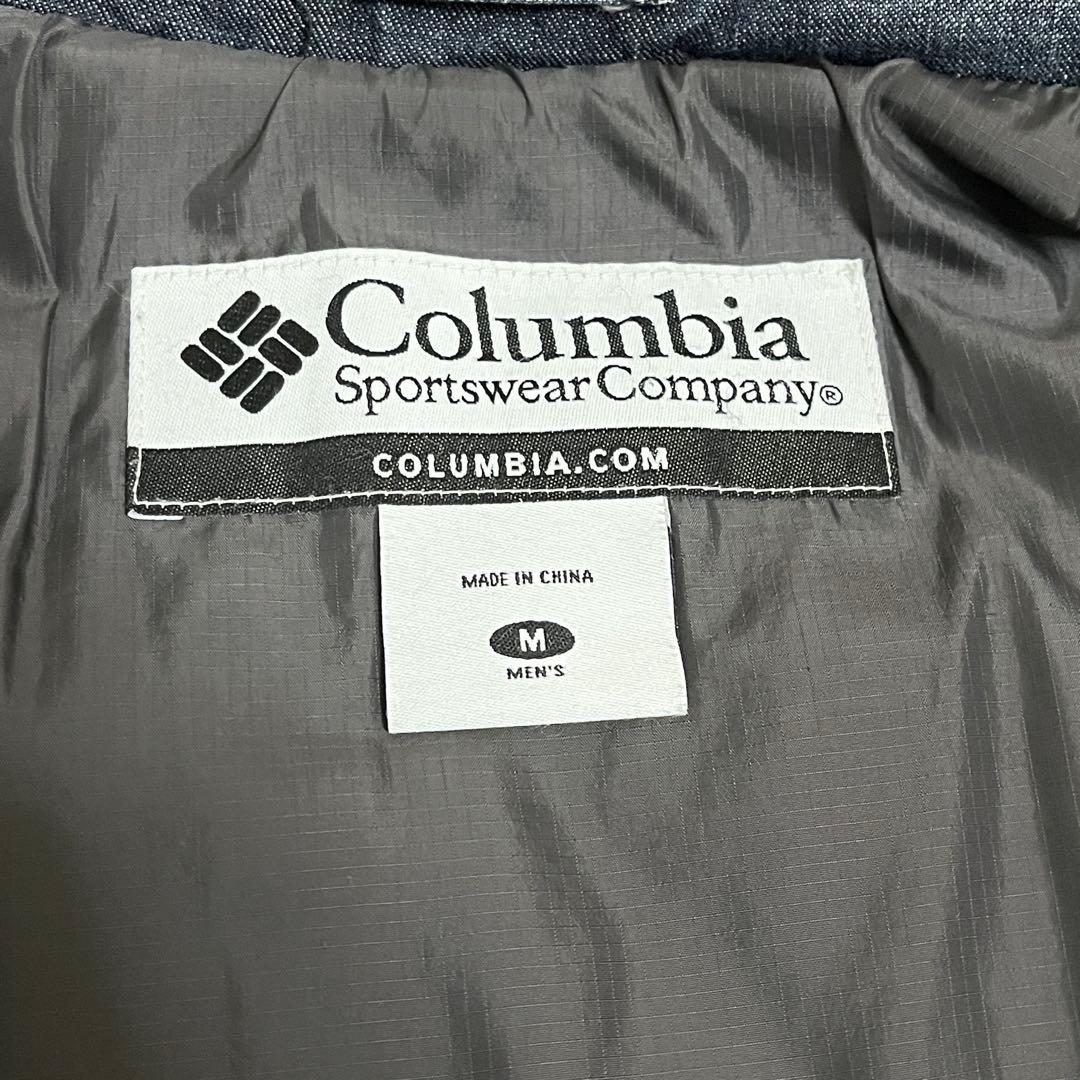 Columbia
Sportswear Company®
COLUMBIA.COM
MADE IN CHINA
M
MEN'S